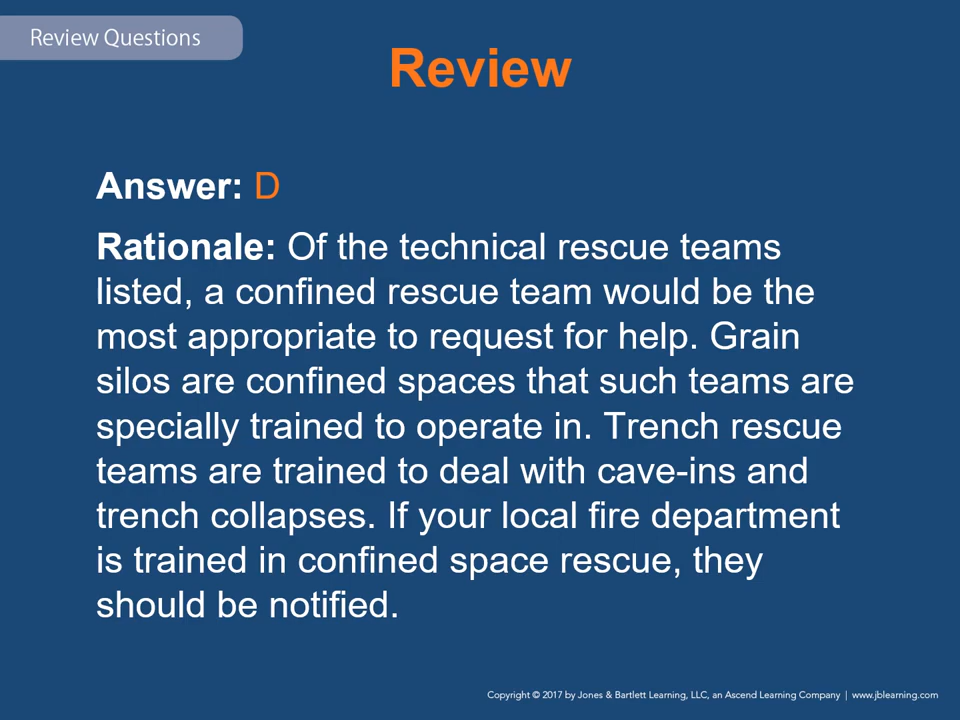 Review Questions
Review
Answer: D
Rationale: Of the technical rescue teams
listed, a confined rescue team would be the
most appropriate to request for help. Grain
silos are confined spaces that such teams are
specially trained to operate in. Trench rescue
teams are trained to deal with cave-ins and
trench collapses. If your local fire department
is trained in confined space rescue, they
should be notified.
Copyright © 2017 by Jones & Bartlett Learning, LLC, an Ascend Learning Company | www.jblearning.com